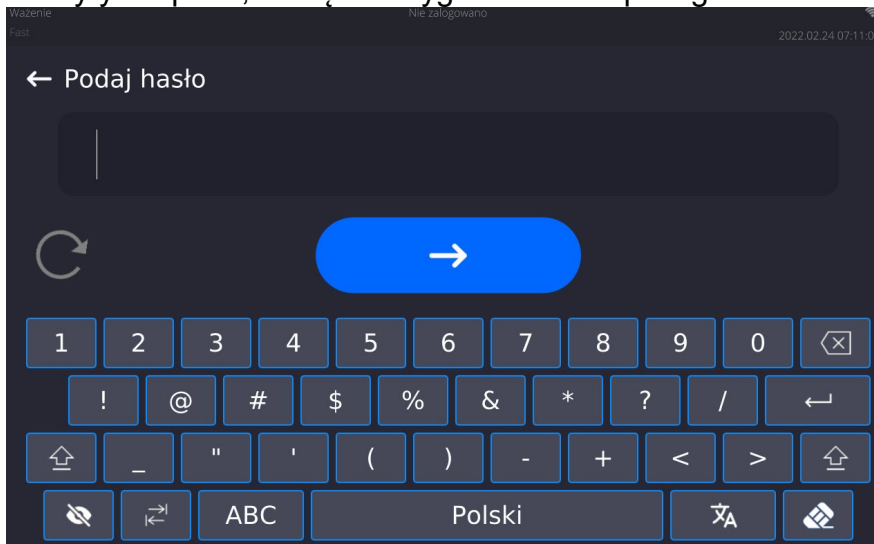 Ważenie Nie zalogowano
Fast 2022.02.24 07:11:0
← Podaj hasło
→
1 2 3 4 5 6 7 8 9 0
! @ # $ % & * ? /
_ " ' ( ) - + < >
ABC Polski